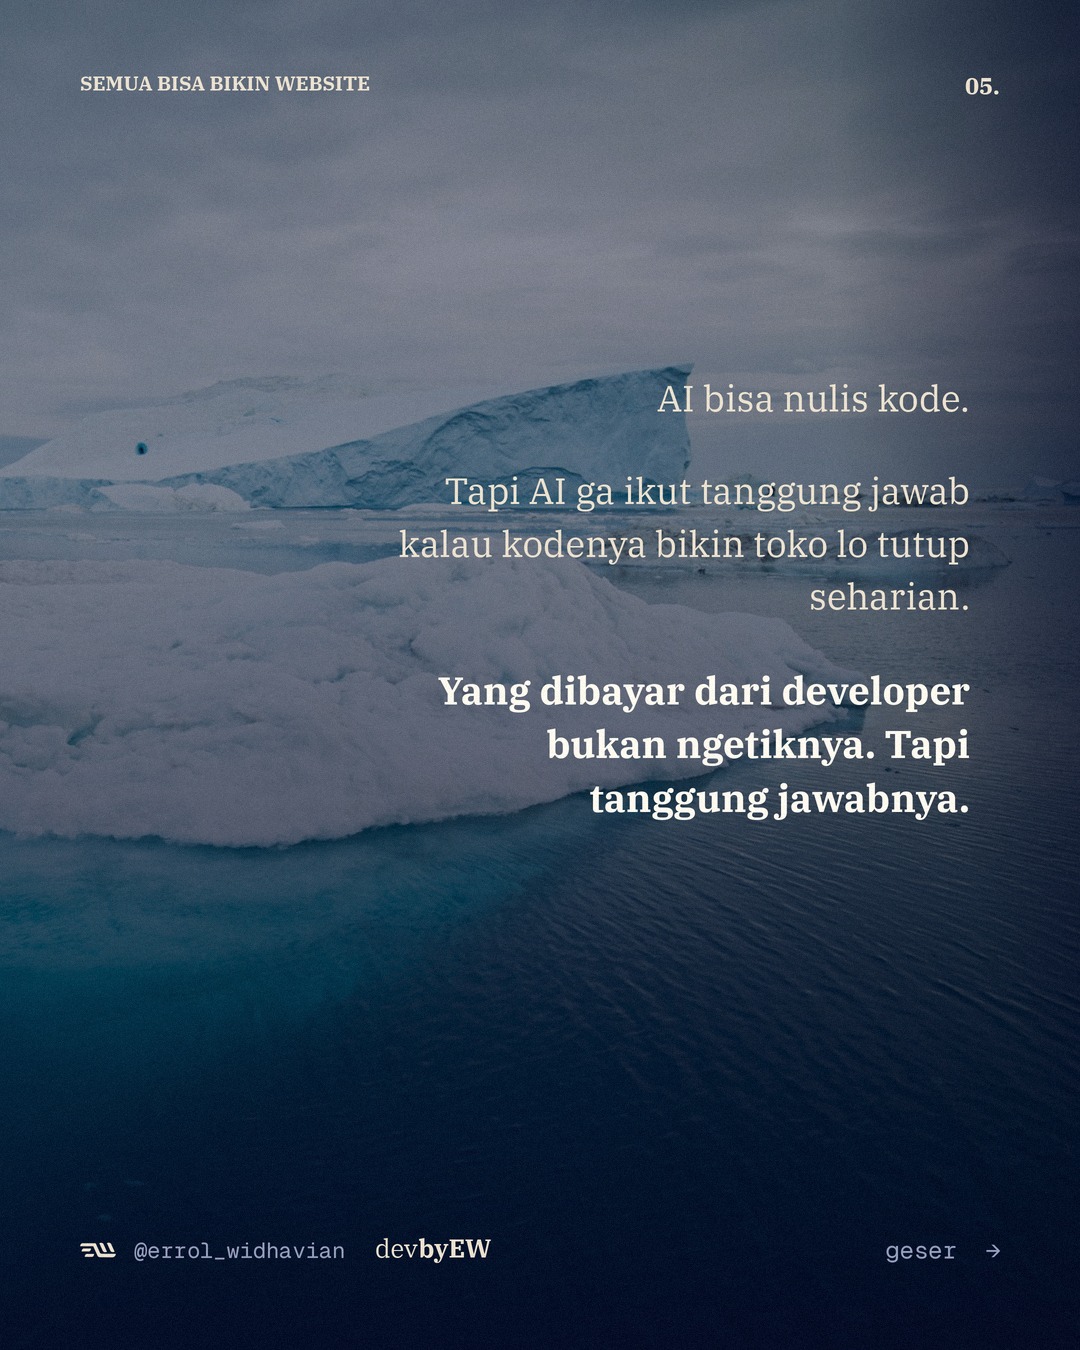 SEMUA BISA BIKIN WEBSITE
05.
AI bisa nulis kode.
Tapi AI ga ikut tanggung jawab
kalau kodenya bikin toko lo tutup
seharian.
Yang dibayar dari developer
bukan ngetiknya. Tapi
tanggung jawabnya.
@errol_widhavian devbyEW
geser →